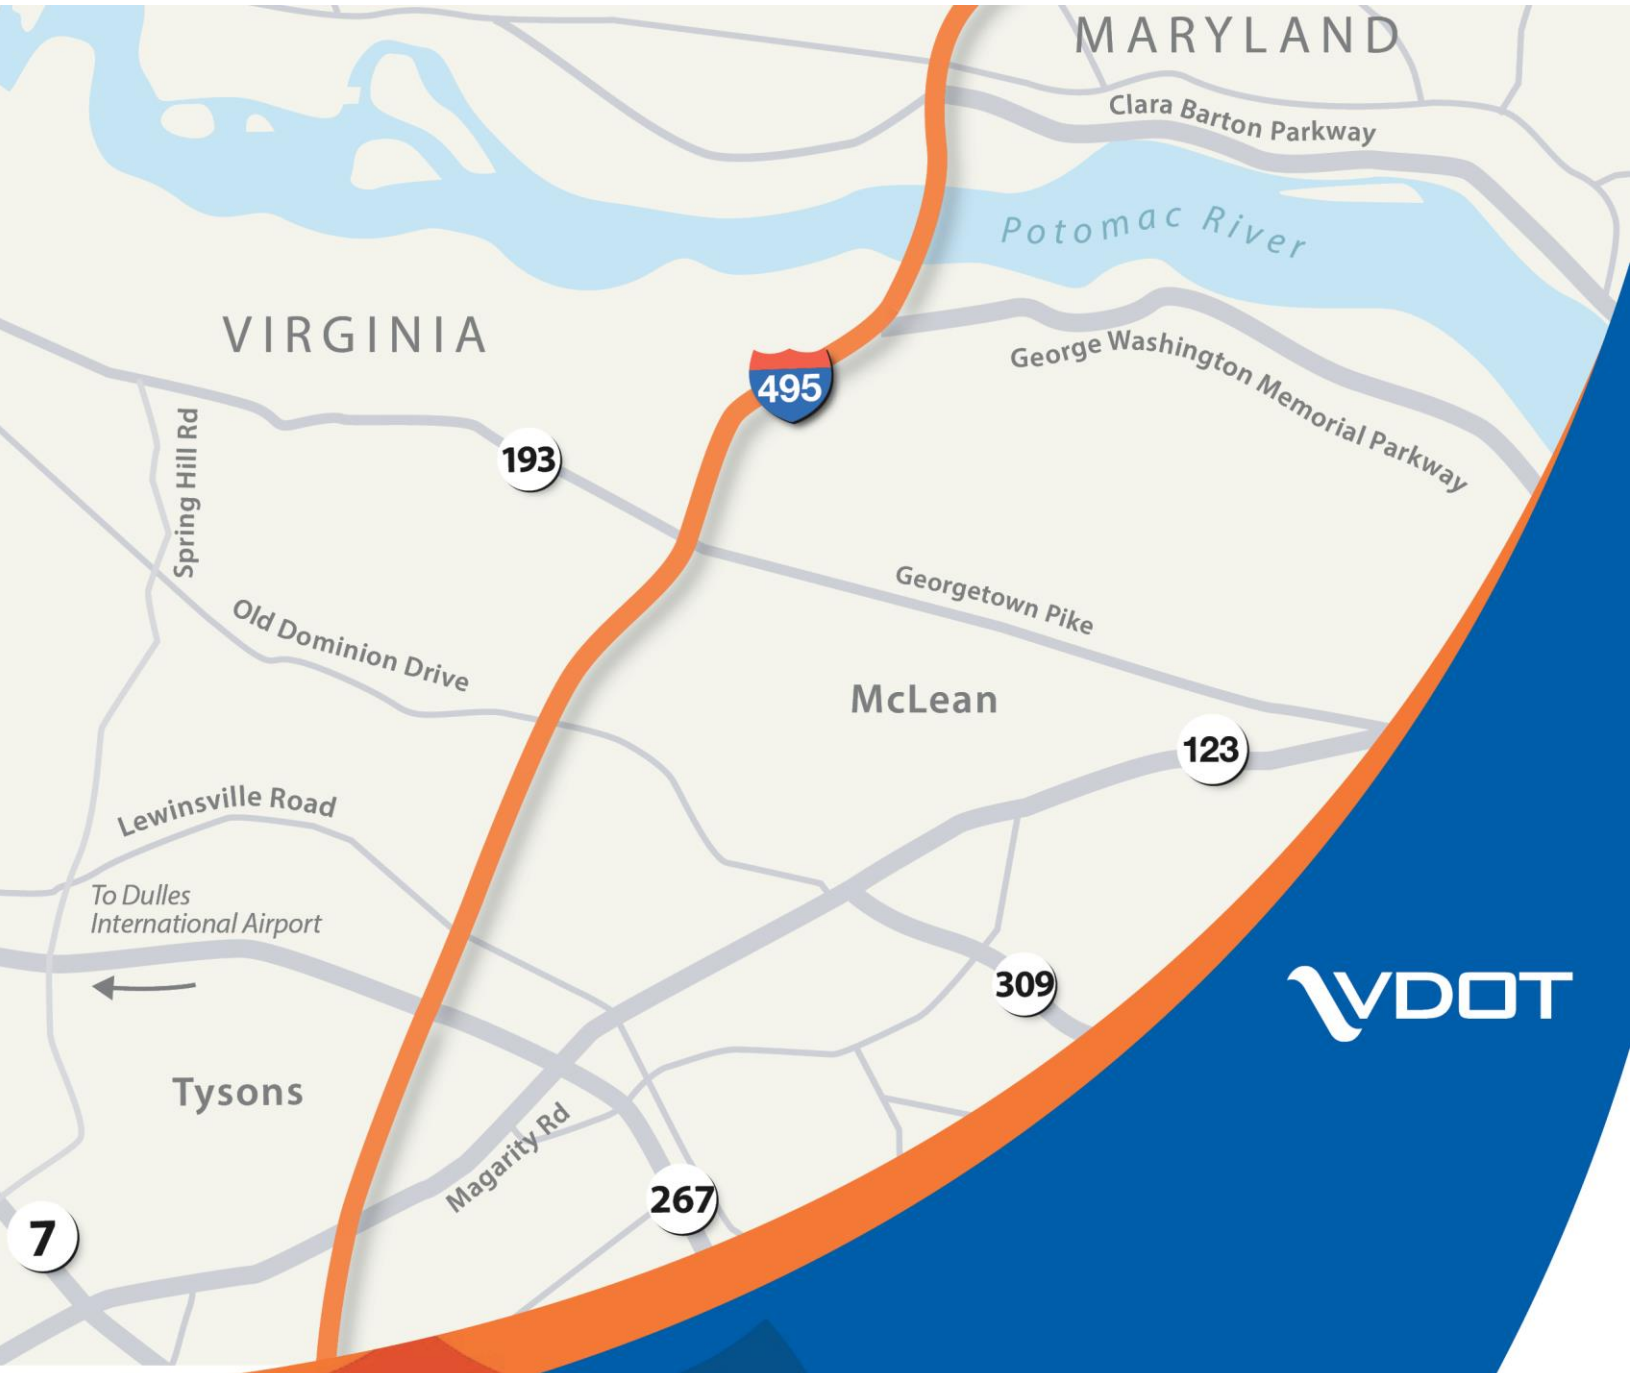 MARYLAND
Clara Barton Parkway
Potomac River
VIRGINIA
George Washington Memorial Parkway
495
Spring Hill Rd
193
Georgetown Pike
Old Dominion Drive
McLean
123
Lewinsville Road
To Dulles
International Airport
309
VDOT
Tysons
Magarity Rd
267
7